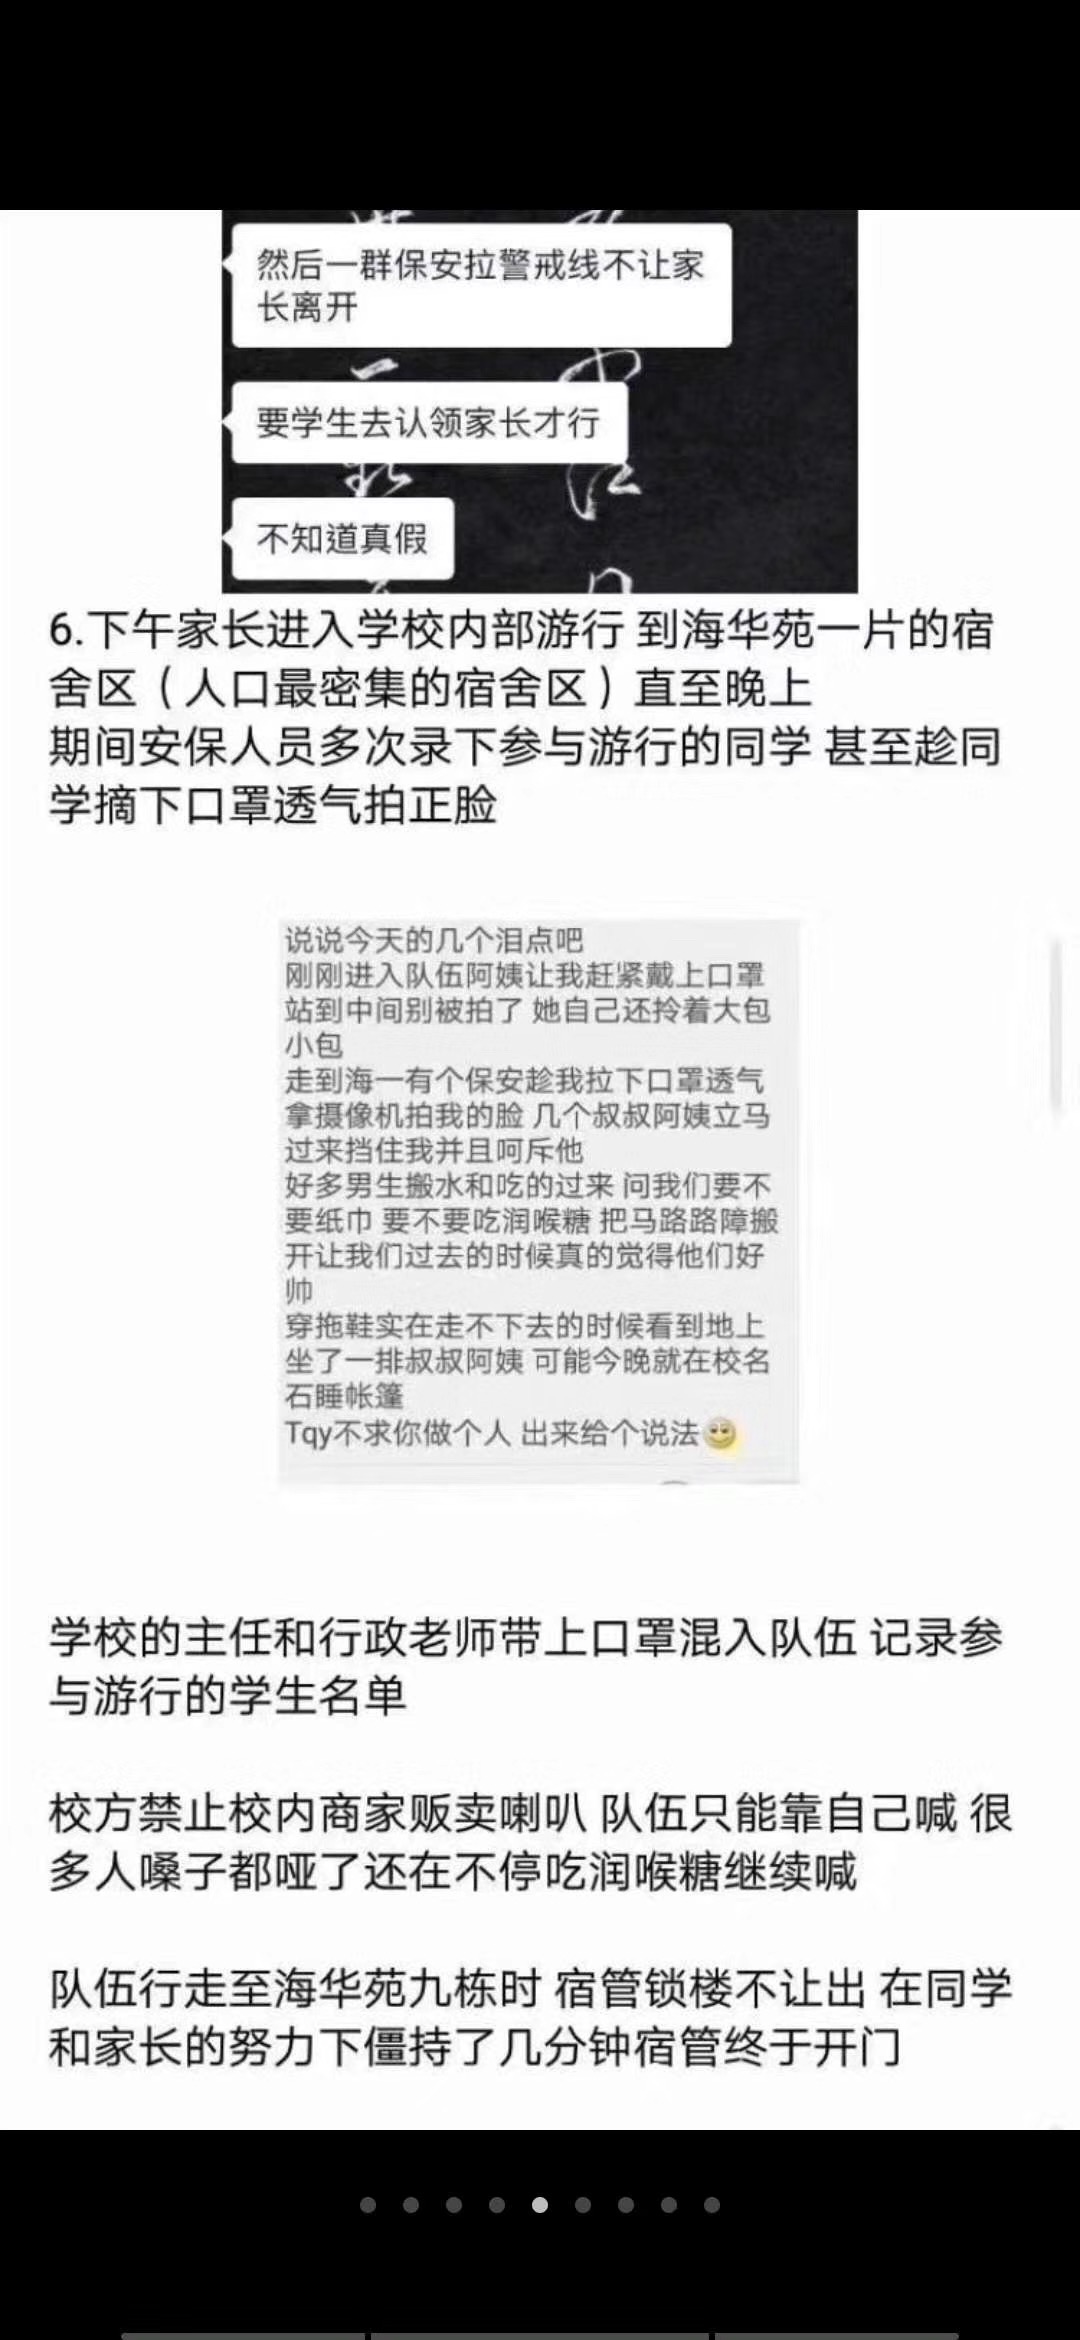 然后一群保安拉警戒线不让家
长离开
要学生去认领家长才行
不知道真假
6.下午家长进入学校内部游行 到海华苑一片的宿
舍区（人口最密集的宿舍区）直至晚上
期间安保人员多次录下参与游行的同学 甚至趁同
学摘下口罩透气拍正脸
说说今天的几个泪点吧
刚刚进入队伍阿姨让我赶紧戴上口罩
站到中间别被拍了 她自己还拎着大包
小包
走到海一有个保安趁我拉下口罩透气
拿摄像机拍我的脸 几个叔叔阿姨立马
过来挡住我并且呵斥他
好多男生搬水和吃的过来 问我们要不
要纸巾 要不要吃润喉糖 把马路路障搬
开让我们过去的时候真的觉得他们好
帅
穿拖鞋实在走不下去的时候看到地上
坐了一排叔叔阿姨 可能今晚就在校名
石睡帐篷
Tqy不求你做个人 出来给个说法
学校的主任和行政老师带上口罩混入队伍 记录参
与游行的学生名单
校方禁止校内商家贩卖喇叭 队伍只能靠自己喊 很
多人嗓子都哑了还在不停吃润喉糖继续喊
队伍行走至海华苑九栋时 宿管锁楼不让出 在同学
和家长的努力下僵持了几分钟宿管终于开门